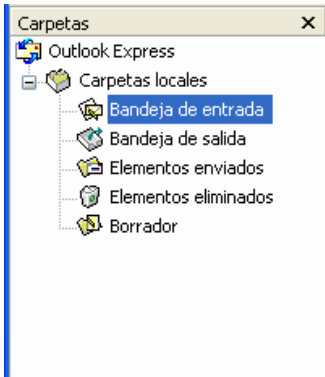 Carpetas
Outlook Express
Carpetas locales
Bandeja de entrada
Bandeja de salida
Elementos enviados
Elementos eliminados
Borrador